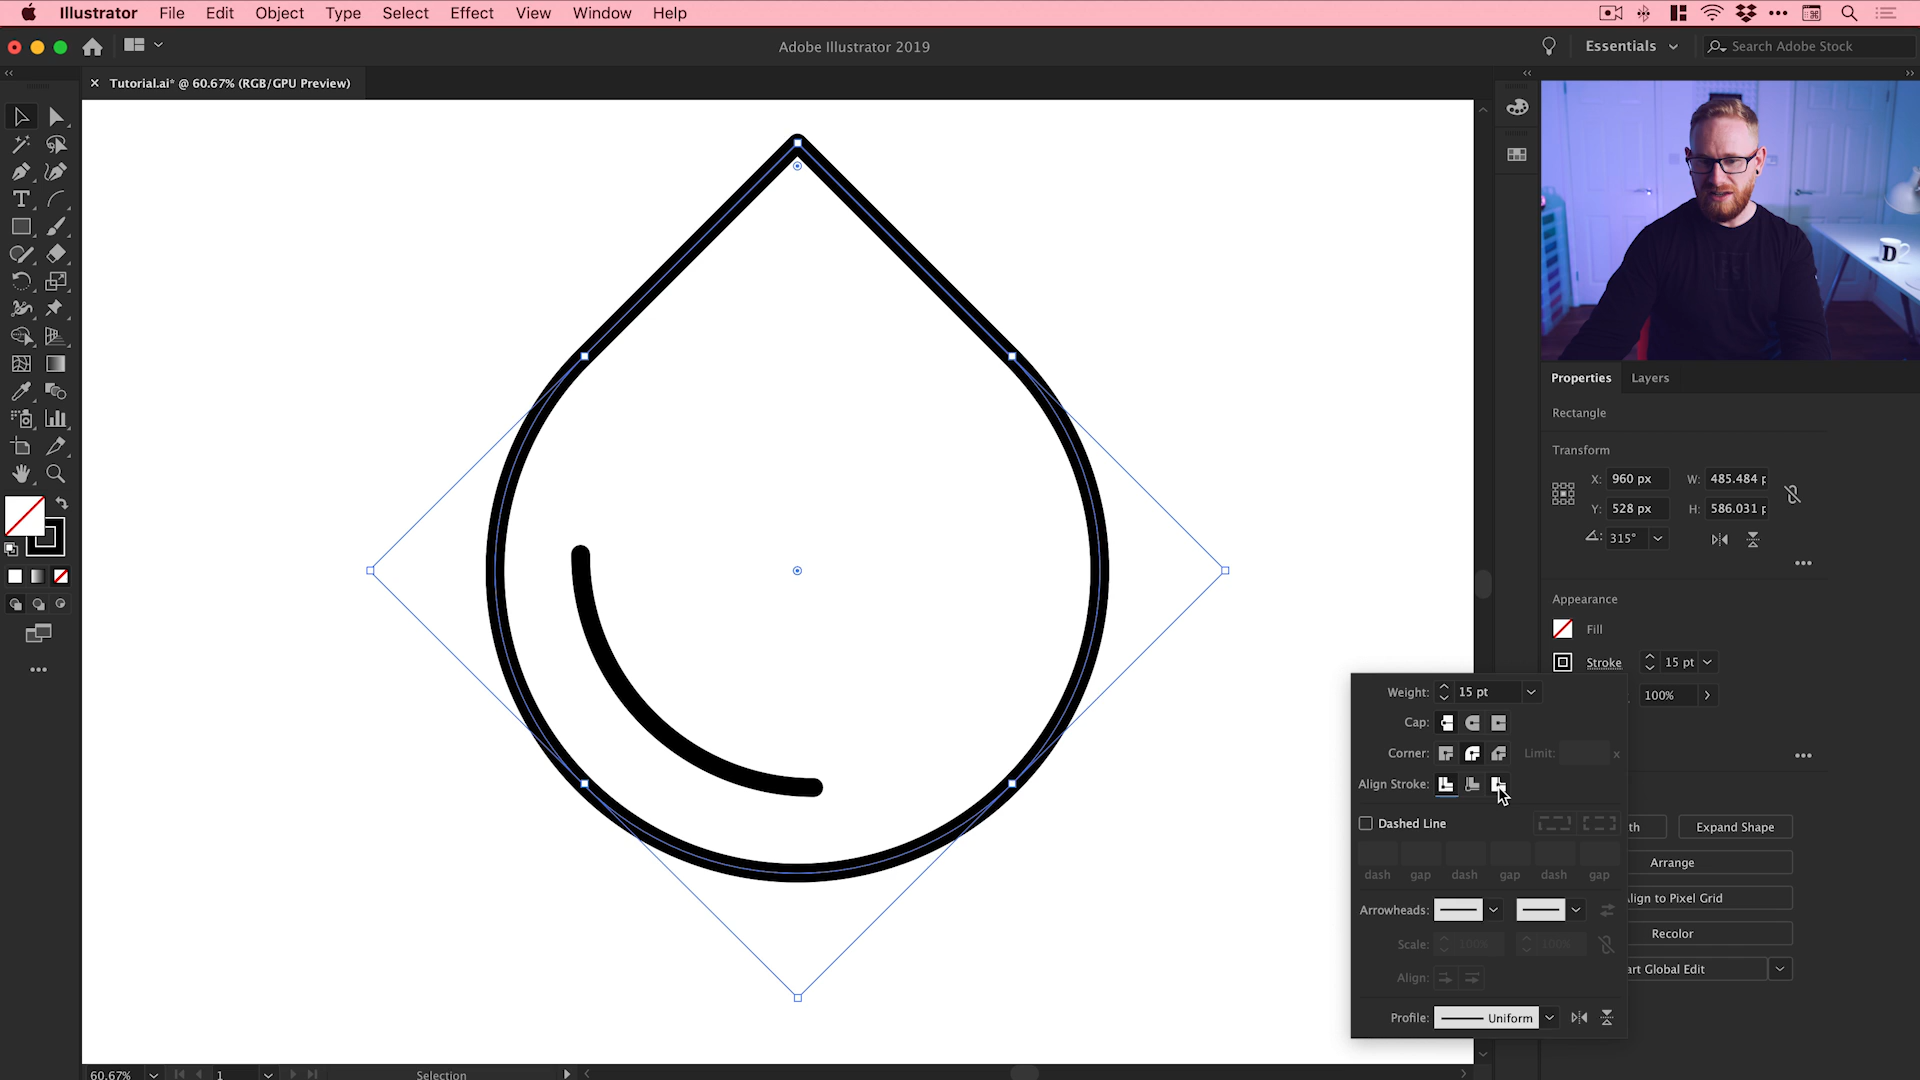 Illustrator File Edit Object Type Select Effect View Window Help
Adobe Illustrator 2019
Essentials
Search Adobe Stock
Tutorial.ai* @ 60.67% (RGB/GPU Preview)
D
Properties Layers
Rectangle
Transform
X: 960 px W: 485.484 p
Y: 528 px H: 586.031 p
315°
Appearance
Fill
Stroke 15 pt
100%
Weight: 15 pt
Cap:
Corner: Limit: x
Align Stroke:
Dashed Line
dash gap dash gap dash gap
Arrowheads:
Scale: 100% 100%
Align:
Profile: Uniform
th Expand Shape
Arrange
lign to Pixel Grid
Recolor
art Global Edit
60.67% 1 Selection